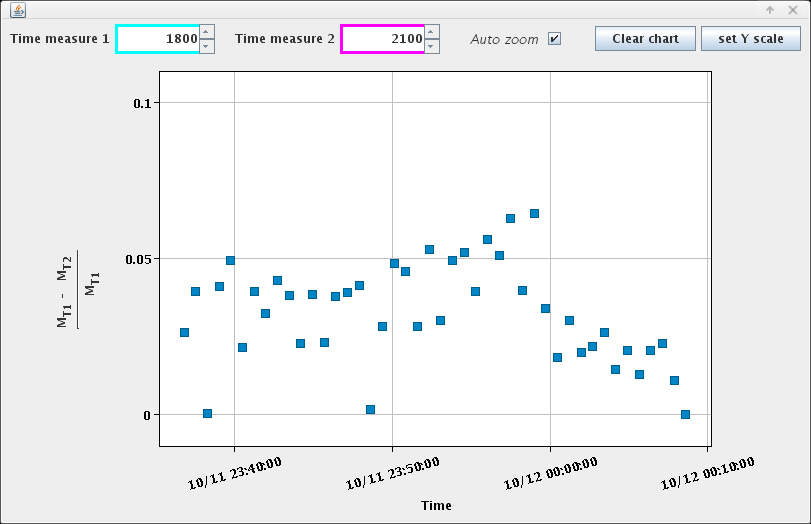 Time measure 1 1800 Time measure 2 2100 Auto zoom Clear chart set Y scale
0.1
0.05
0
M_T1 - M_T2
M_T1
10/11 23:40:00 10/11 23:50:00 10/12 00:00:00 10/12 00:10:00
Time